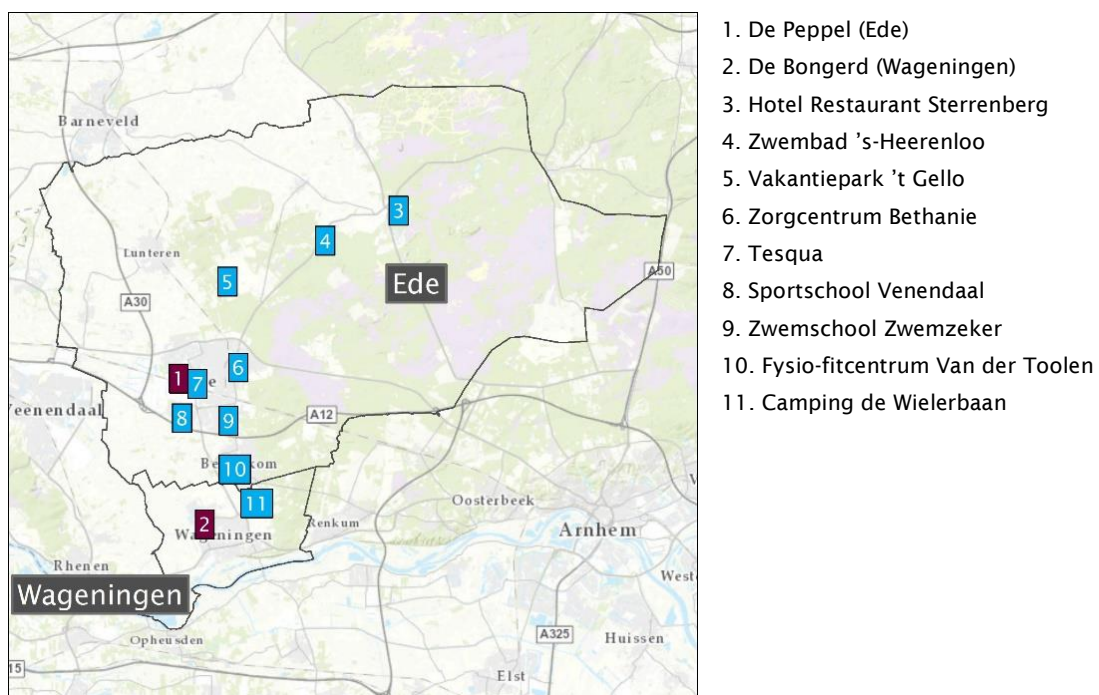 Barneveld
3
4
Lunteren
5
Ede
A50
A30
6
1
7
e
8
9
A12
eenendaal
Be
kom
10
11
Oosterbeek
2
Renkum
Wageningen
Arnhem
Rhenen
West
Wageningen
Opheusden
A325
Huissen
15
Elst
1. De Peppel (Ede)
2. De Bongerd (Wageningen)
3. Hotel Restaurant Sterrenberg
4. Zwembad ’s-Heerenloo
5. Vakantiepark ’t Gello
6. Zorgcentrum Bethanie
7. Tesqua
8. Sportschool Venendaal
9. Zwemschool Zwemzeker
10. Fysio-fitcentrum Van der Toolen
11. Camping de Wielerbaan